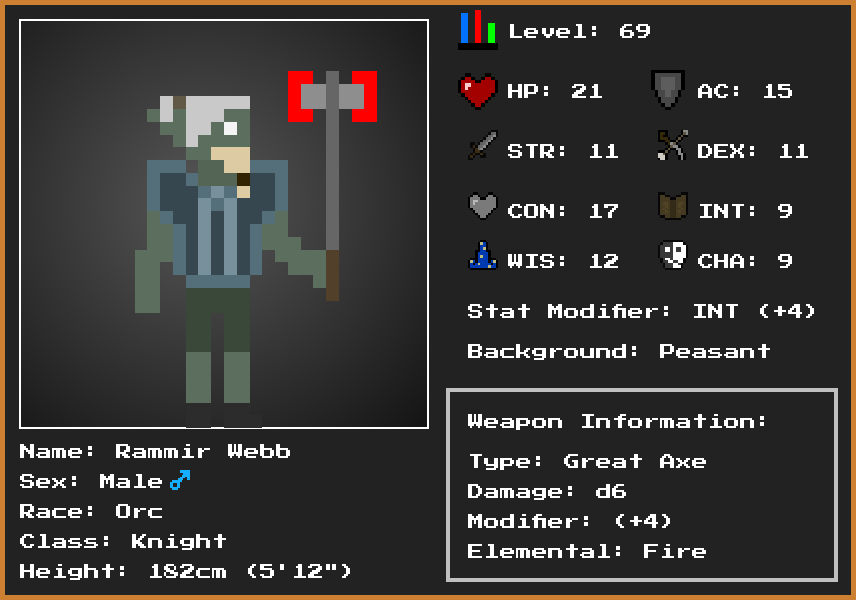 Level: 69
HP: 21
AC: 15
STR: 11
DEX: 11
CON: 17
INT: 9
WIS: 12
CHA: 9
Stat Modifier: INT (+4)
Background: Peasant
Weapon Information:
Type: Great Axe
Damage: d6
Modifier: (+4)
Elemental: Fire
Name: Rammir Webb
Sex: Male ♂
Race: Orc
Class: Knight
Height: 182cm (5'12")